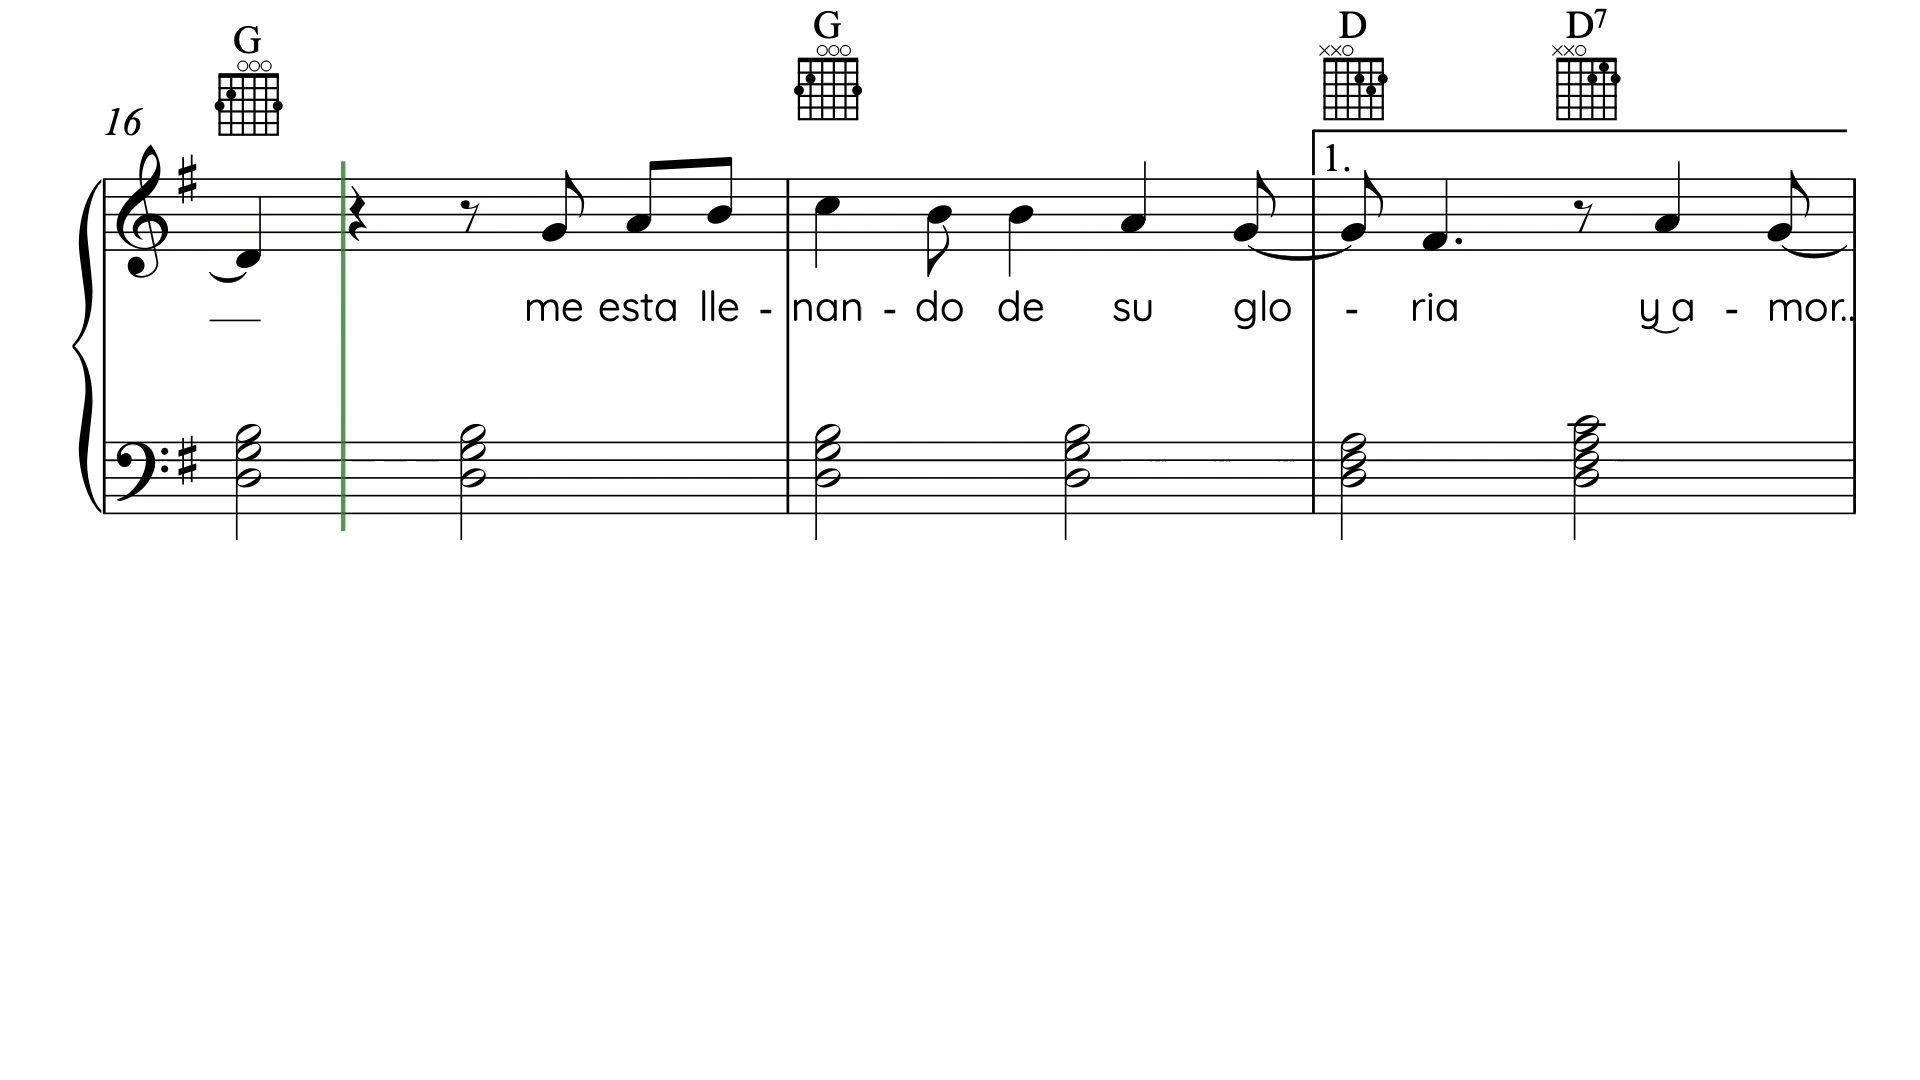 G G D D7
16
1.
me esta lle - nan - do de su glo - ria y a - mor..